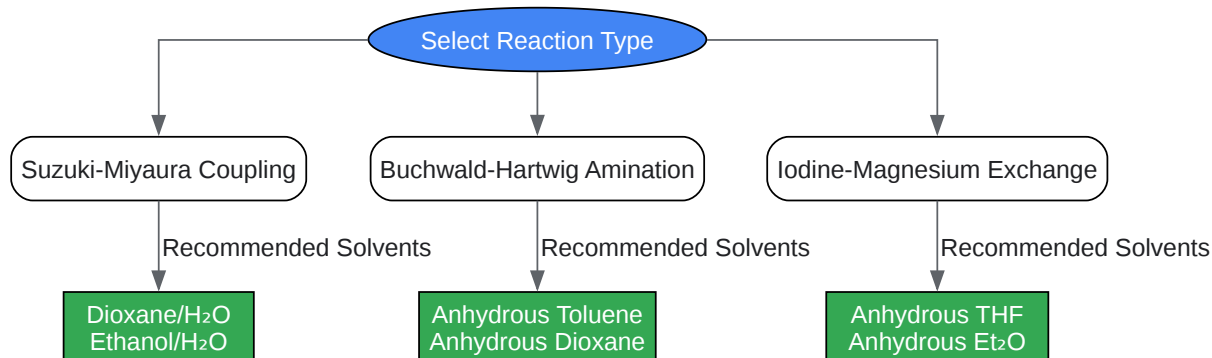 Select Reaction Type
Suzuki-Miyaura Coupling
Buchwald-Hartwig Amination
Iodine-Magnesium Exchange
Recommended Solvents
Recommended Solvents
Recommended Solvents
Dioxane/H₂O
Ethanol/H₂O
Anhydrous Toluene
Anhydrous Dioxane
Anhydrous THF
Anhydrous Et₂O